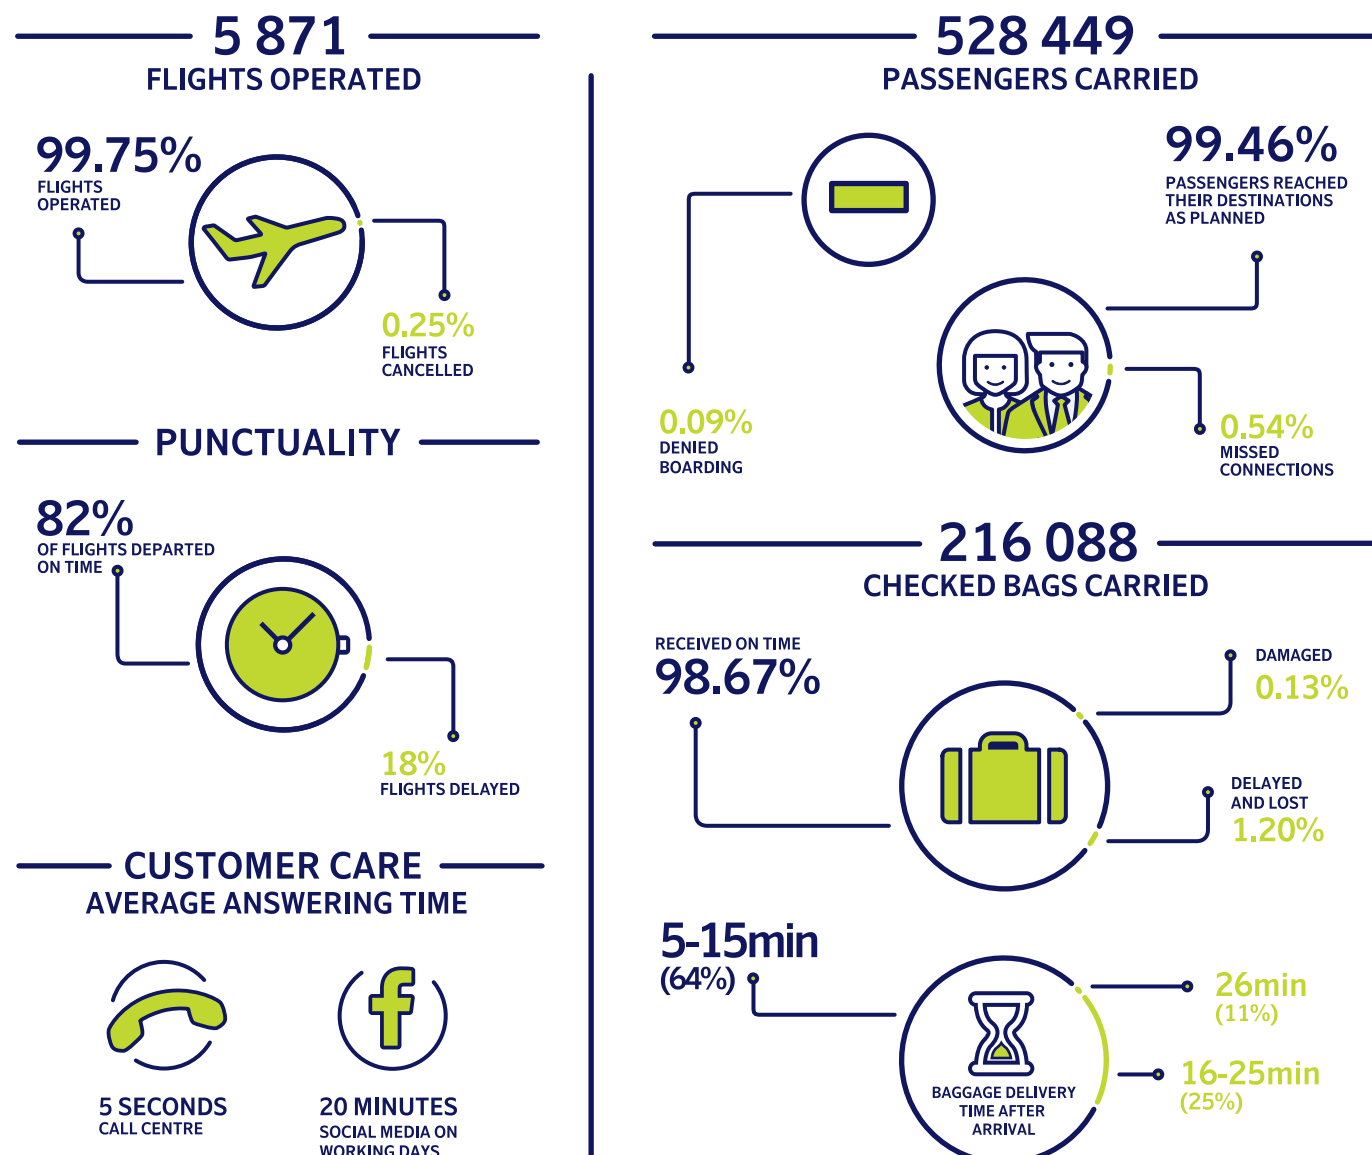 5 871
FLIGHTS OPERATED
99.75%
FLIGHTS
OPERATED
0.25%
FLIGHTS
CANCELLED
PUNCTUALITY
82%
OF FLIGHTS DEPARTED
ON TIME
18%
FLIGHTS DELAYED
CUSTOMER CARE
AVERAGE ANSWERING TIME
5 SECONDS
CALL CENTRE
20 MINUTES
SOCIAL MEDIA ON
WORKING DAYS
528 449
PASSENGERS CARRIED
99.46%
PASSENGERS REACHED
THEIR DESTINATIONS
AS PLANNED
0.09%
DENIED
BOARDING
0.54%
MISSED
CONNECTIONS
216 088
CHECKED BAGS CARRIED
RECEIVED ON TIME
98.67%
DAMAGED
0.13%
DELAYED
AND LOST
1.20%
5-15min
(64%)
26min
(11%)
16-25min
(25%)
BAGGAGE DELIVERY
TIME AFTER
ARRIVAL